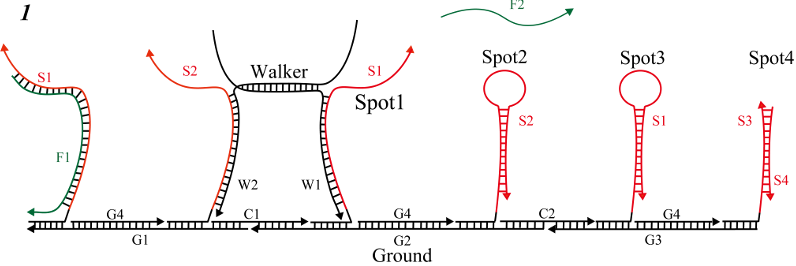 1
F2
S1
S2
Walker
S1
Spot1
Spot2
Spot3
Spot4
F1
W2
W1
S2
S1
S3
S4
G4
C1
G4
C2
G4
G1
G2
G3
Ground